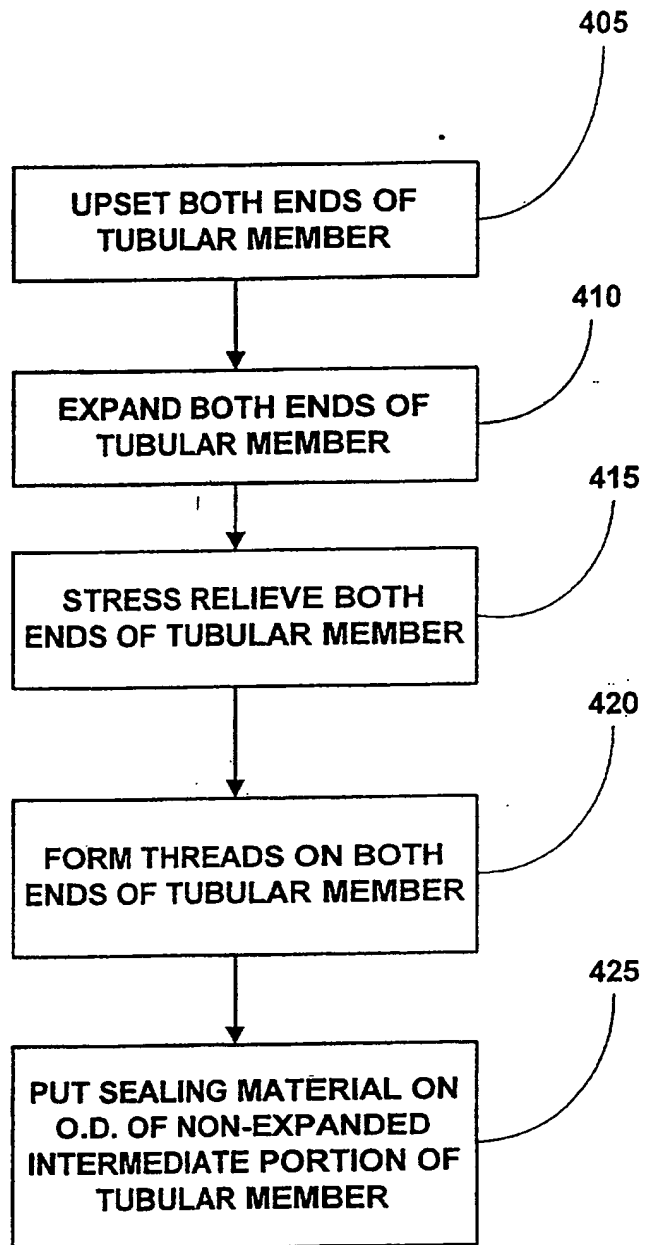 405
UPSET BOTH ENDS OF
TUBULAR MEMBER
410
EXPAND BOTH ENDS OF
TUBULAR MEMBER
415
STRESS RELIEVE BOTH
ENDS OF TUBULAR MEMBER
420
FORM THREADS ON BOTH
ENDS OF TUBULAR MEMBER
425
PUT SEALING MATERIAL ON
O.D. OF NON-EXPANDED
INTERMEDIATE PORTION OF
TUBULAR MEMBER